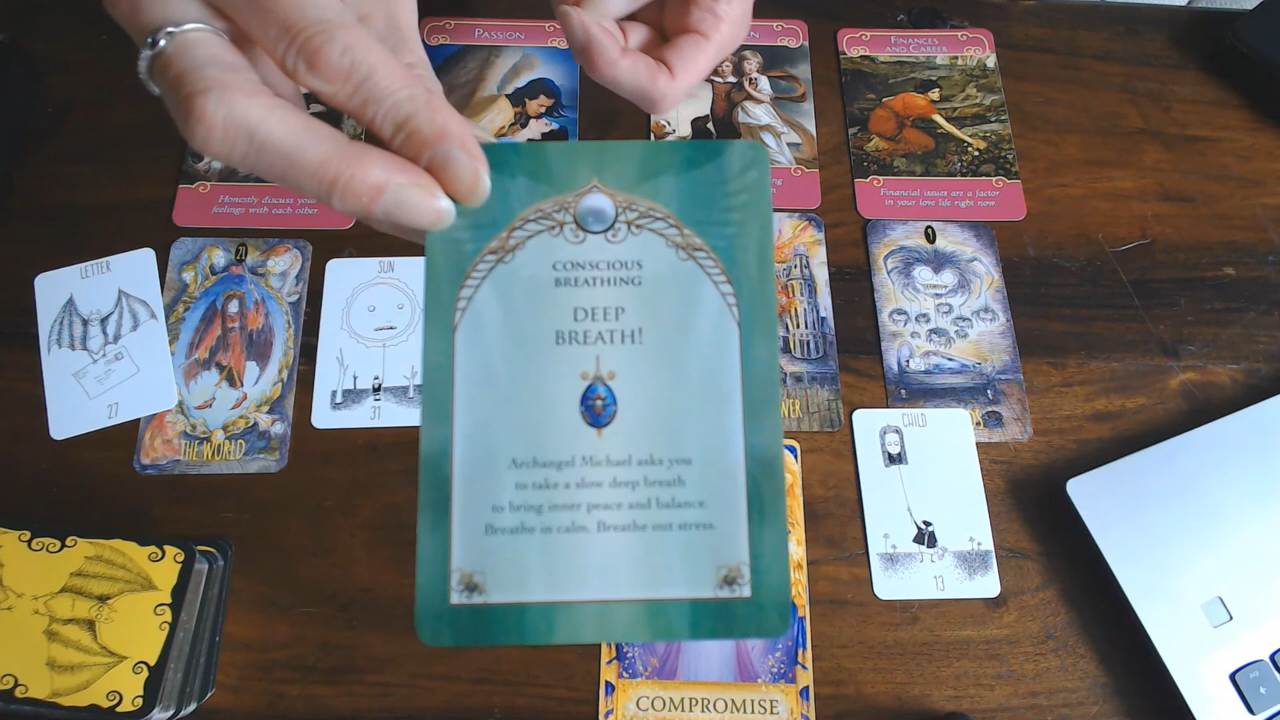 PASSION
FINANCES
AND CAREER
Honestly discuss your
feelings with each other.
Financial issues are a factor
in your love life right now.
LETTER
27
21
THE WORLD
SUN
31
CONSCIOUS
BREATHING
DEEP
BREATH!
Archangel Michael asks you
to take a slow deep breath
to bring inner peace and balance.
Breathe in calm. Breathe out stress.
9
CHILD
13
COMPROMISE